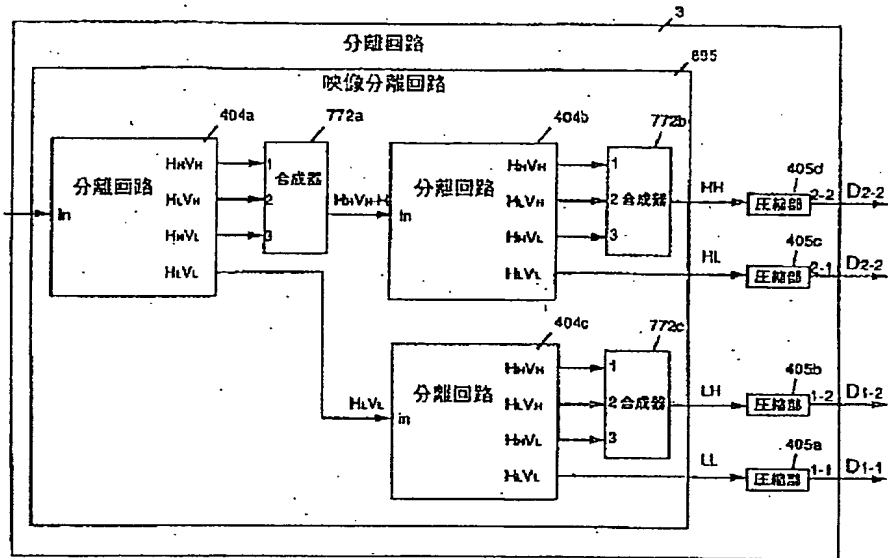 3
分離回路
895
映像分離回路
404a
分離回路
In
HHVH
HLVH
HHVL
HLVL
772a
1
2
3
合成器
404b
分離回路
In
HHVH
HLVH
HHVL
HLVL
772b
1
2 合成器
3
HH
405d
圧縮部
2-2
D2-2
HL
405c
圧縮部
2-1
D2-2
HLVL
404c
分離回路
in
HHVH
HLVH
HHVL
HLVL
772c
1
2 合成器
3
LH
405b
圧縮部
1-2
D1-2
LL
405a
圧縮部
1-1
D1-1